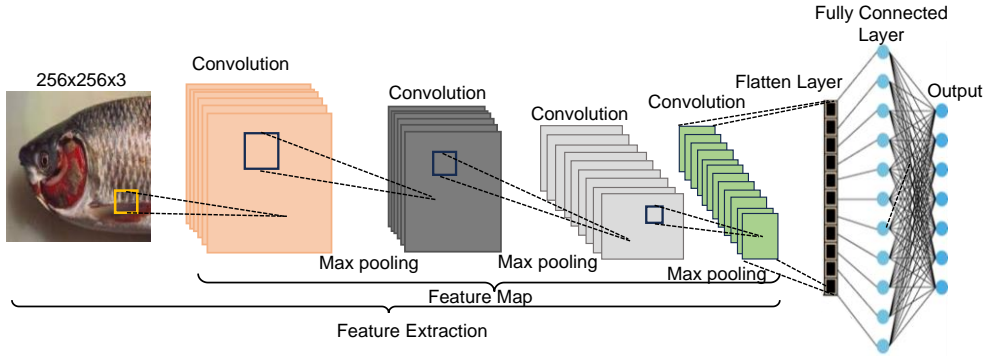 Fully Connected
Layer
256x256x3
Convolution
Convolution
Flatten Layer
Convolution
Convolution
Output
Max pooling
Max pooling
Max pooling
Feature Map
Feature Extraction